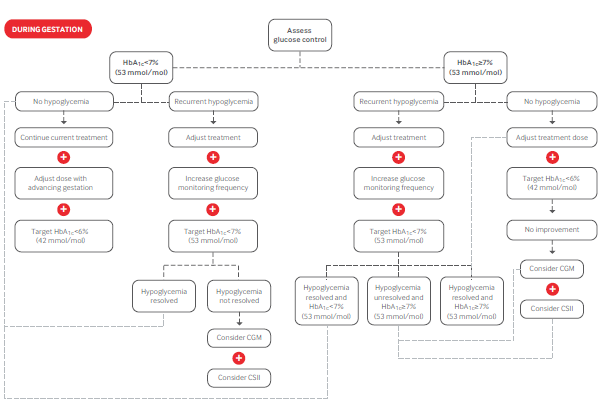 DURING GESTATION
Assess
glucose control
HbA1c<7%
(53 mmol/mol)
HbA1c≥7%
(53 mmol/mol)
No hypoglycemia
Recurrent hypoglycemia
Recurrent hypoglycemia
No hypoglycemia
Continue current treatment
Adjust treatment
Adjust treatment
Adjust treatment dose
Adjust dose with
advancing gestation
Increase glucose
monitoring frequency
Increase glucose
monitoring frequency
Target HbA1c<6%
(42 mmol/mol)
Target HbA1c<6%
(42 mmol/mol)
Target HbA1c<7%
(53 mmol/mol)
Target HbA1c<7%
(53 mmol/mol)
No improvement
Hypoglycemia
resolved
Hypoglycemia
not resolved
Hypoglycemia
resolved and
HbA1c<7%
(53 mmol/mol)
Hypoglycemia
unresolved and
HbA1c≥7%
(53 mmol/mol)
Hypoglycemia
resolved and
HbA1c≥7%
(53 mmol/mol)
Consider CGM
Consider CSII
Consider CGM
Consider CSII